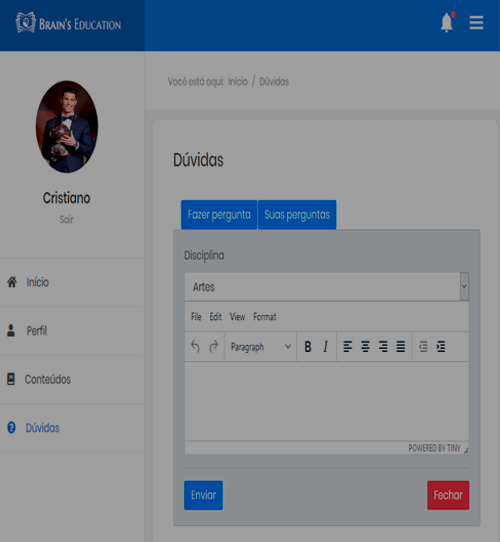 BRAIN'S EDUCATION
Você está aqui: Início / Dúvidas
Cristiano
Sair
Início
Perfil
Conteúdos
Dúvidas
Dúvidas
Fazer pergunta Suas perguntas
Disciplina
Artes
File Edit View Format
Paragraph B I
POWERED BY TINY
Enviar Fechar